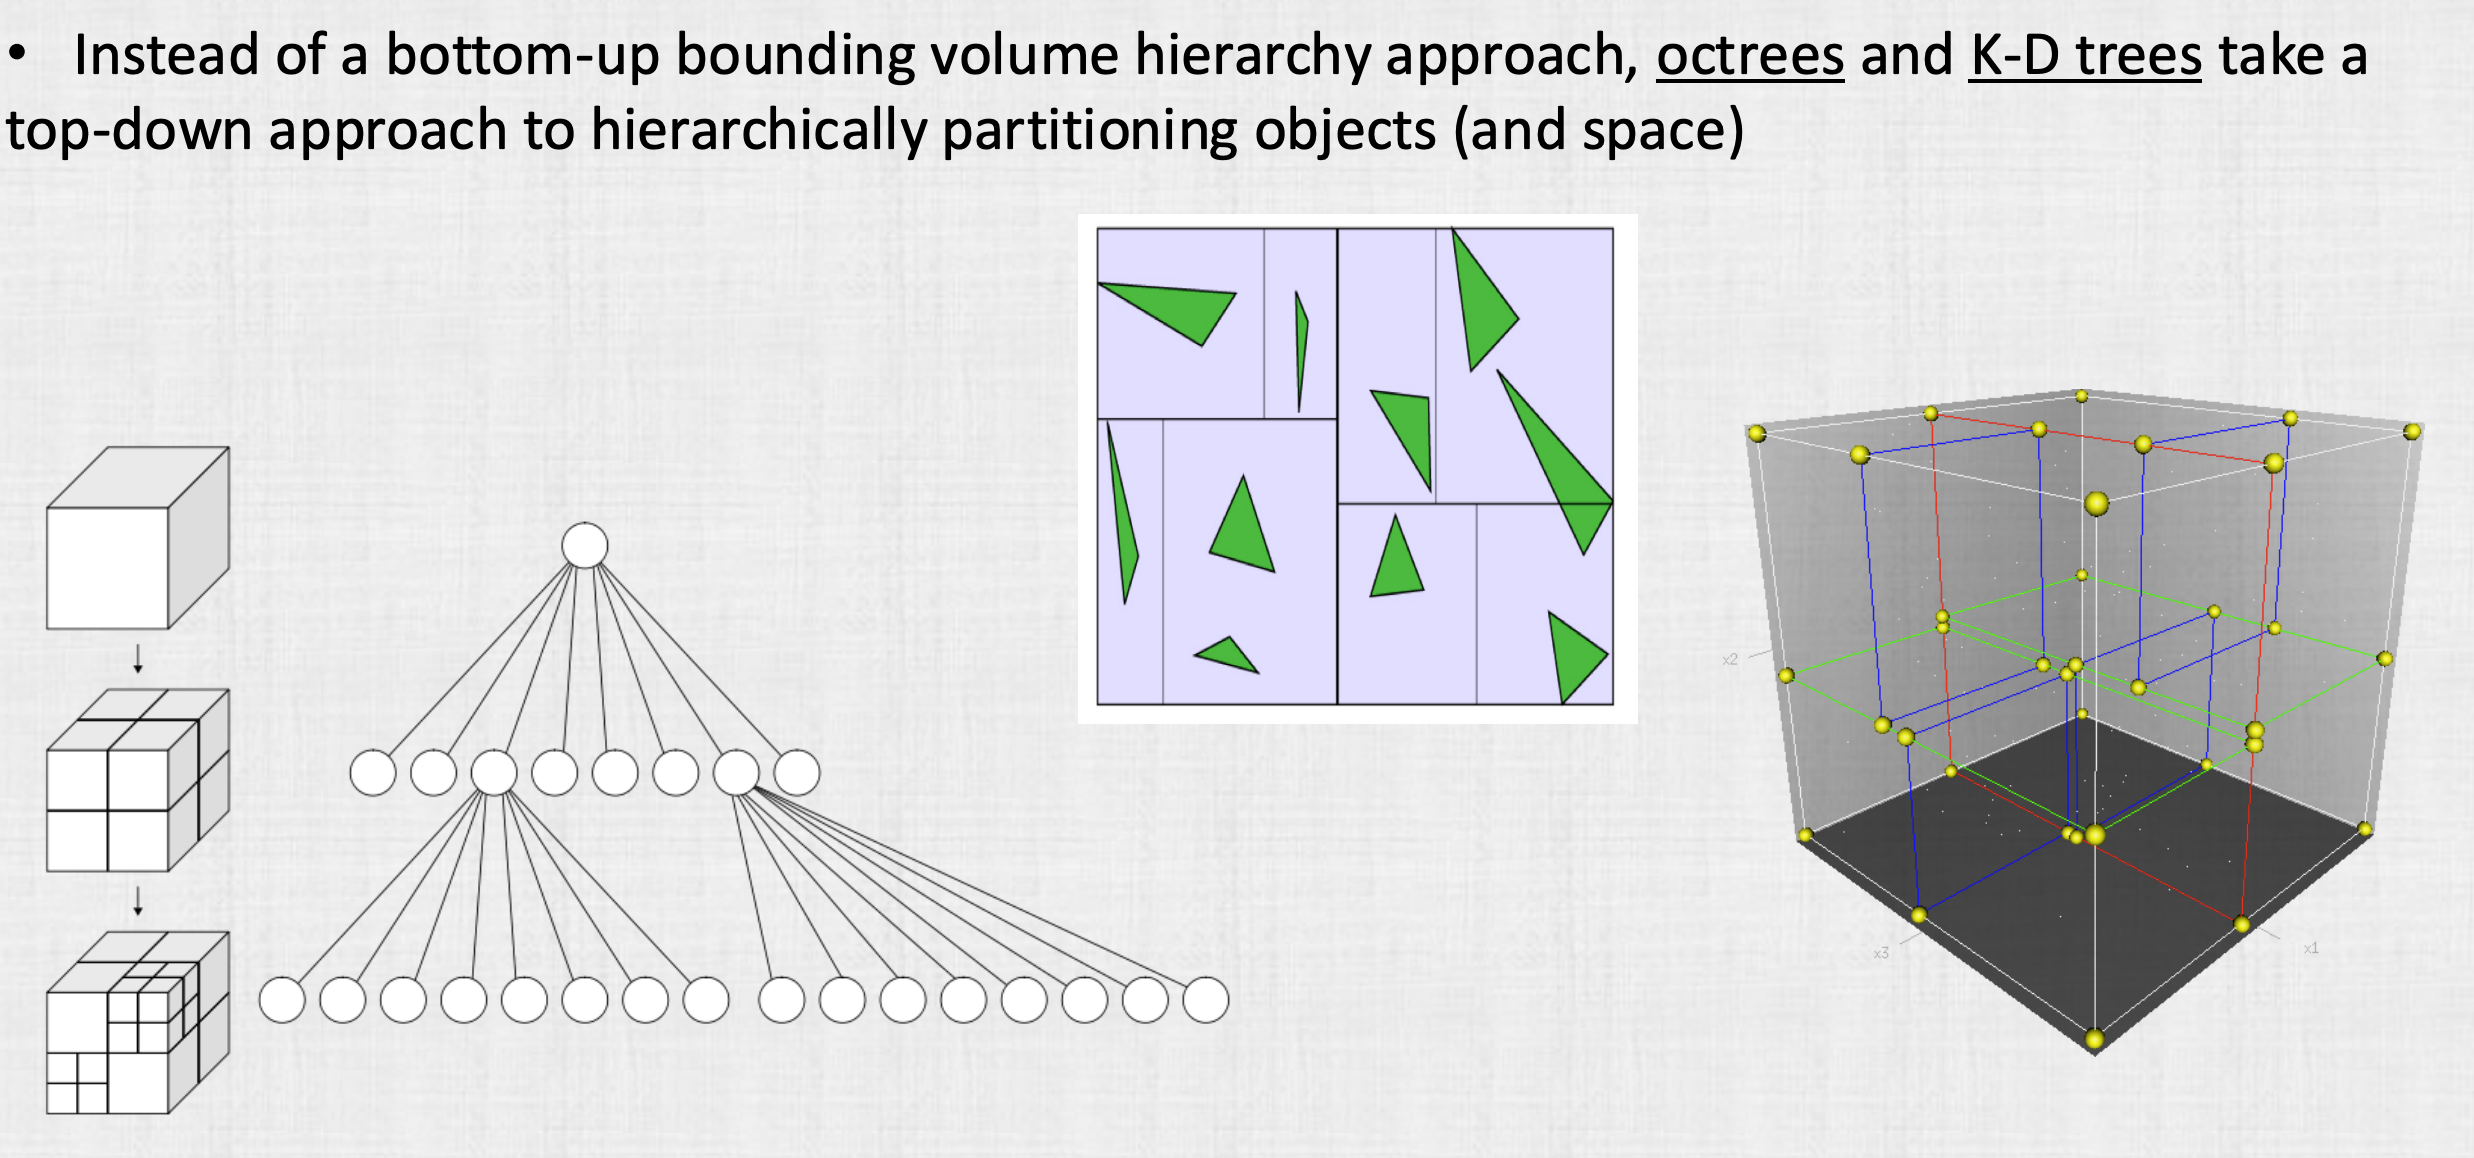 • Instead of a bottom-up bounding volume hierarchy approach, octrees and K-D trees take a
top-down approach to hierarchically partitioning objects (and space)
x2
x3
x1